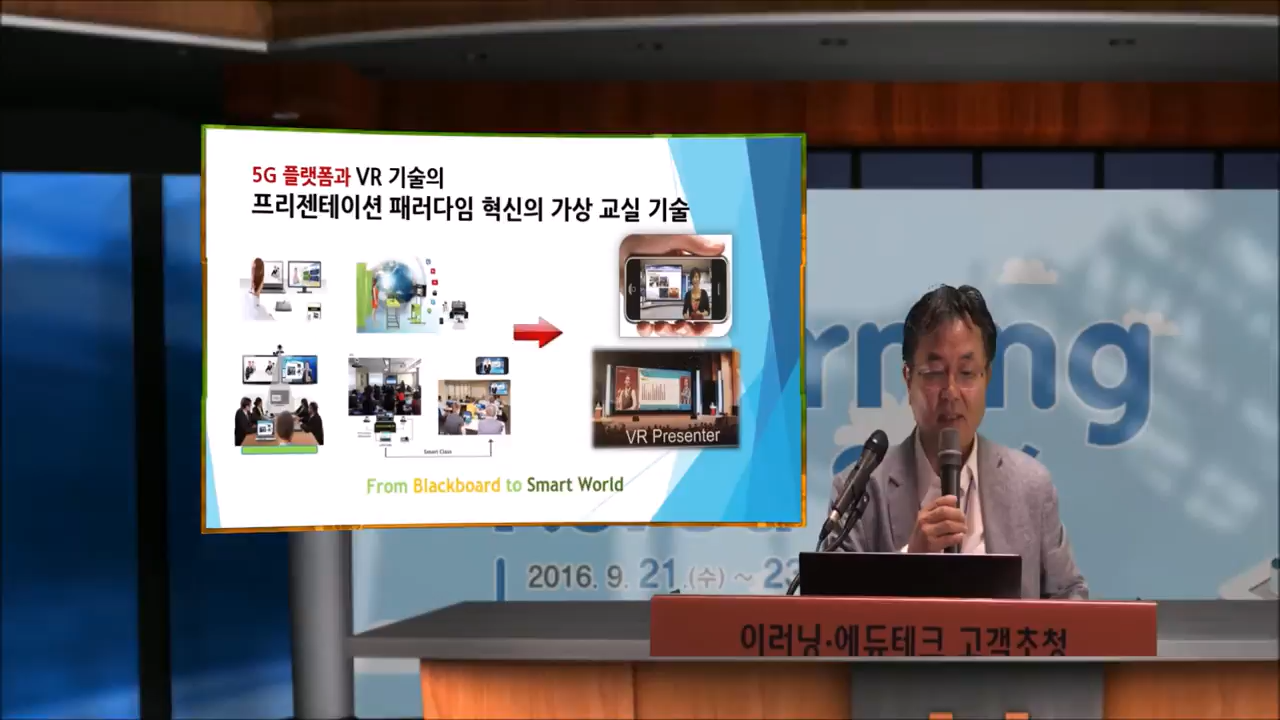 5G 플랫폼과 VR 기술의
프리젠테이션 패러다임 혁신의 가상 교실 기술
Smart Class
VR Presenter
From Blackboard to Smart World
rning
2016. 9. 21.(수) ~ 23
이러닝·에듀테크 고객초청